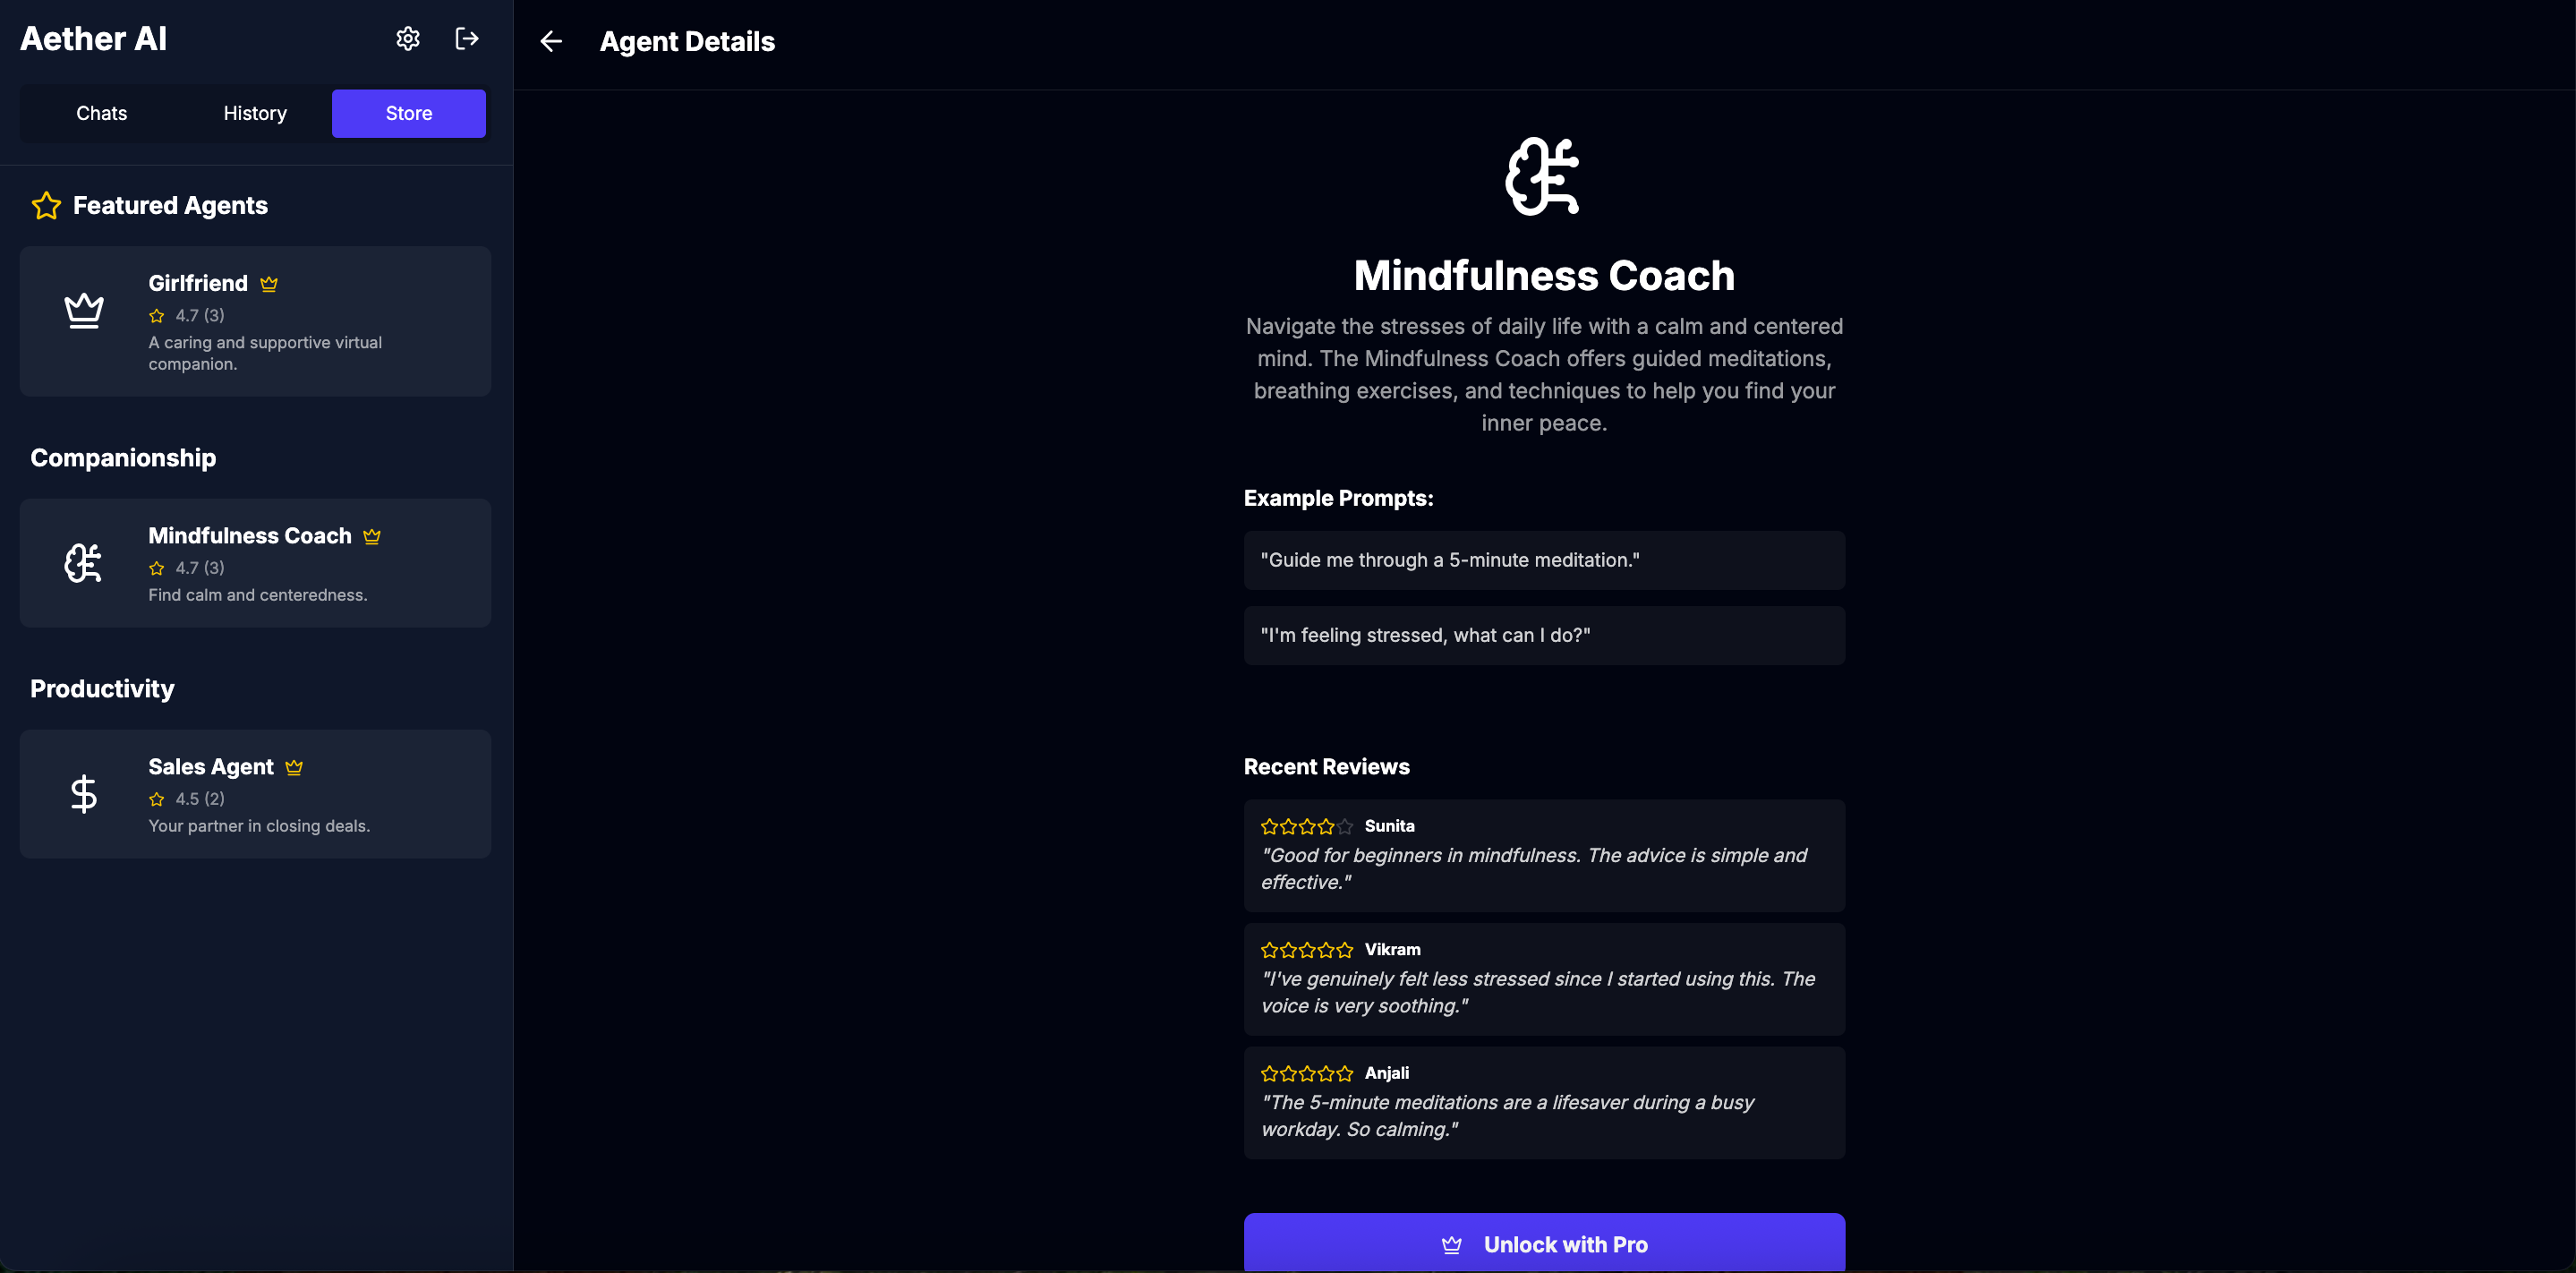 Aether AI
Chats
History
Store
Featured Agents
Girlfriend
4.7 (3)
A caring and supportive virtual
companion.
Companionship
Mindfulness Coach
4.7 (3)
Find calm and centeredness.
Productivity
Sales Agent
4.5 (2)
Your partner in closing deals.
Agent Details
Mindfulness Coach
Navigate the stresses of daily life with a calm and centered
mind. The Mindfulness Coach offers guided meditations,
breathing exercises, and techniques to help you find your
inner peace.
Example Prompts:
"Guide me through a 5-minute meditation."
"I'm feeling stressed, what can I do?"
Recent Reviews
Sunita
"Good for beginners in mindfulness. The advice is simple and
effective."
Vikram
"I've genuinely felt less stressed since I started using this. The
voice is very soothing."
Anjali
"The 5-minute meditations are a lifesaver during a busy
workday. So calming."
Unlock with Pro